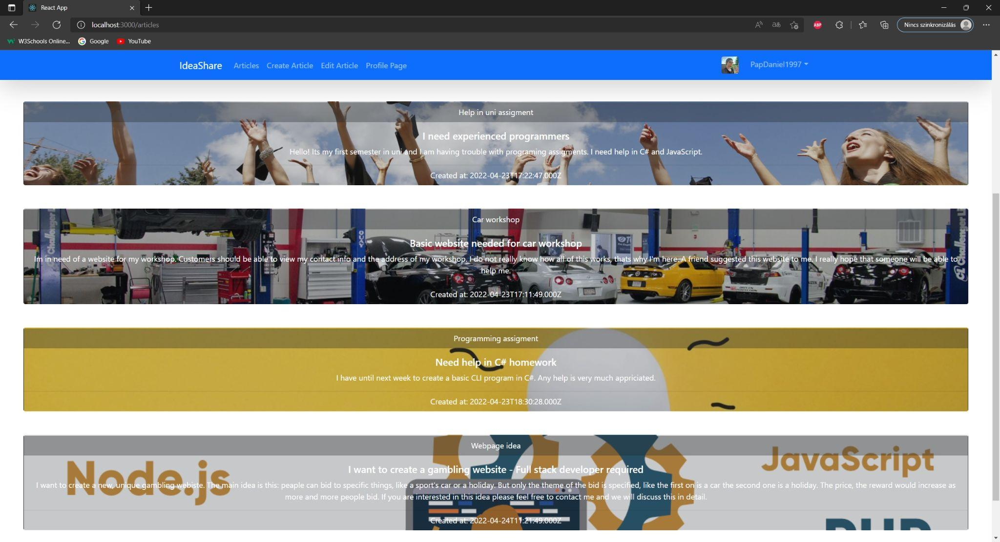 React App
localhost:3000/articles
Nincs szinkronizálás
W3Schools Online...
Google
YouTube
IdeaShare
Articles
Create Article
Edit Article
Profile Page
PapDaniel1997
Help in uni assigment
I need experienced programmers
Hello! Its my first semester in uni and I am having trouble with programing assigments. I need help in C# and JavaScript.
Created at: 2022-04-23T17:22:47.000Z
Car workshop
Basic website needed for car workshop
Im in need of a website for my workshop. Customers should be able to view my contact info and the address of my workshop. I do not really know how all of this works, thats why I'm here. A friend suggested this website to me. I really hope that someone will be able to
help me.
Created at: 2022-04-23T17:11:49.000Z
Programming assigment
Need help in C# homework
I have until next week to create a basic CLI program in C#. Any help is very much appriciated.
Created at: 2022-04-23T18:30:28.000Z
Webpage idea
Node.js
JavaScript
I want to create a gambling website - Full stack developer required
I want to create a new, unique gambling webiste. The main idea is this: peaple can bid to specific things, like a sport's car or a holiday. But only the theme of the bid is specified, like the first on is a car the second one is a holiday. The price, the reward would increase as
more and more people bid. If you are interested in this idea please feel free to contact me and we will discuss this in detail.
Created at: 2022-04-24T11:21:49.000Z
PHP